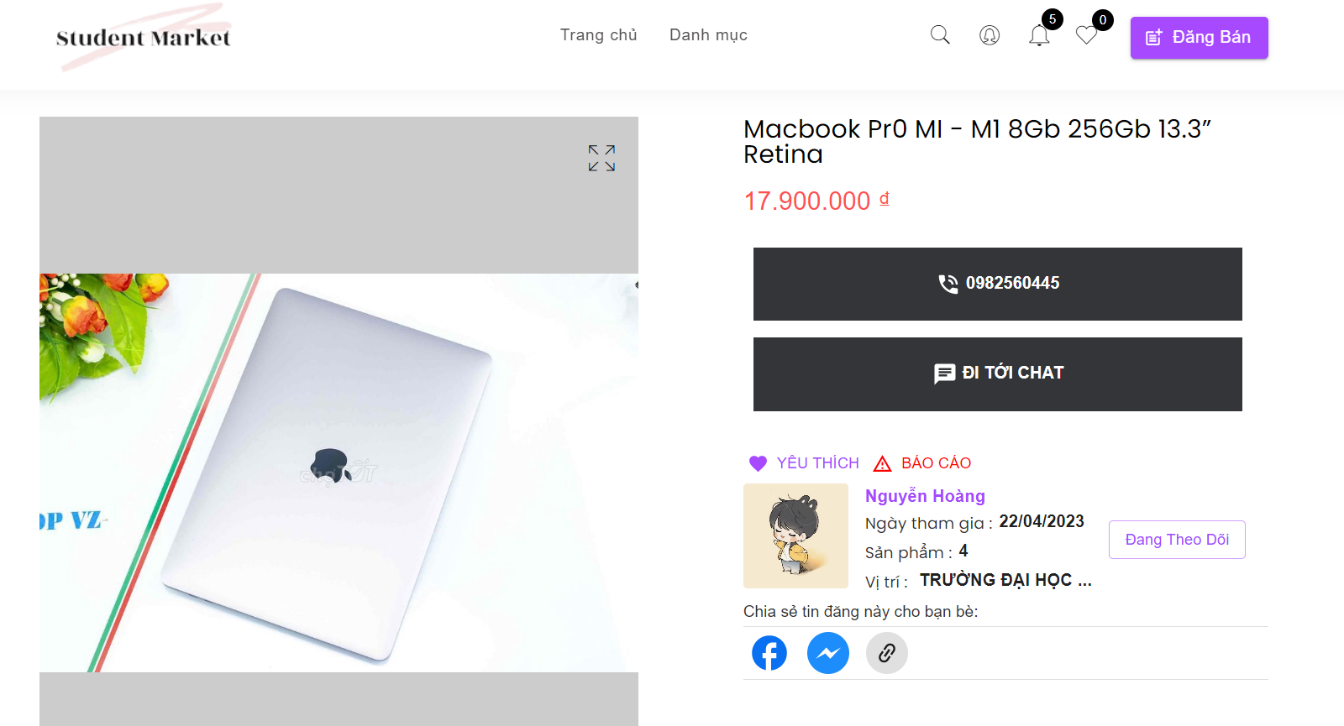 Student Market
Trang chủ
Danh mục
5
0
Đăng Bán
Macbook Pr0 MI - M1 8Gb 256Gb 13.3”
Retina
17.900.000 ₫
0982560445
ĐI TỚI CHAT
YÊU THÍCH
BÁO CÁO
chợTỐT
OP VZ
Nguyễn Hoàng
Ngày tham gia : 22/04/2023
Sản phẩm : 4
Vị trí : TRƯỜNG ĐẠI HỌC ...
Đang Theo Dõi
Chia sẻ tin đăng này cho bạn bè: